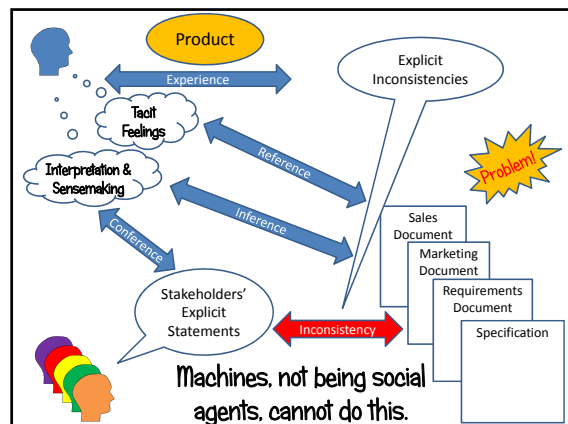 Product
Explicit
Inconsistencies
Experience
Tacit
Feelings
Problem!
Reference
Interpretation &
Sensemaking
Inference
Conference
Sales
Document
Marketing
Document
Requirements
Document
Stakeholders'
Explicit
Statements
Inconsistency
Specification
Machines, not being social
agents, cannot do this.